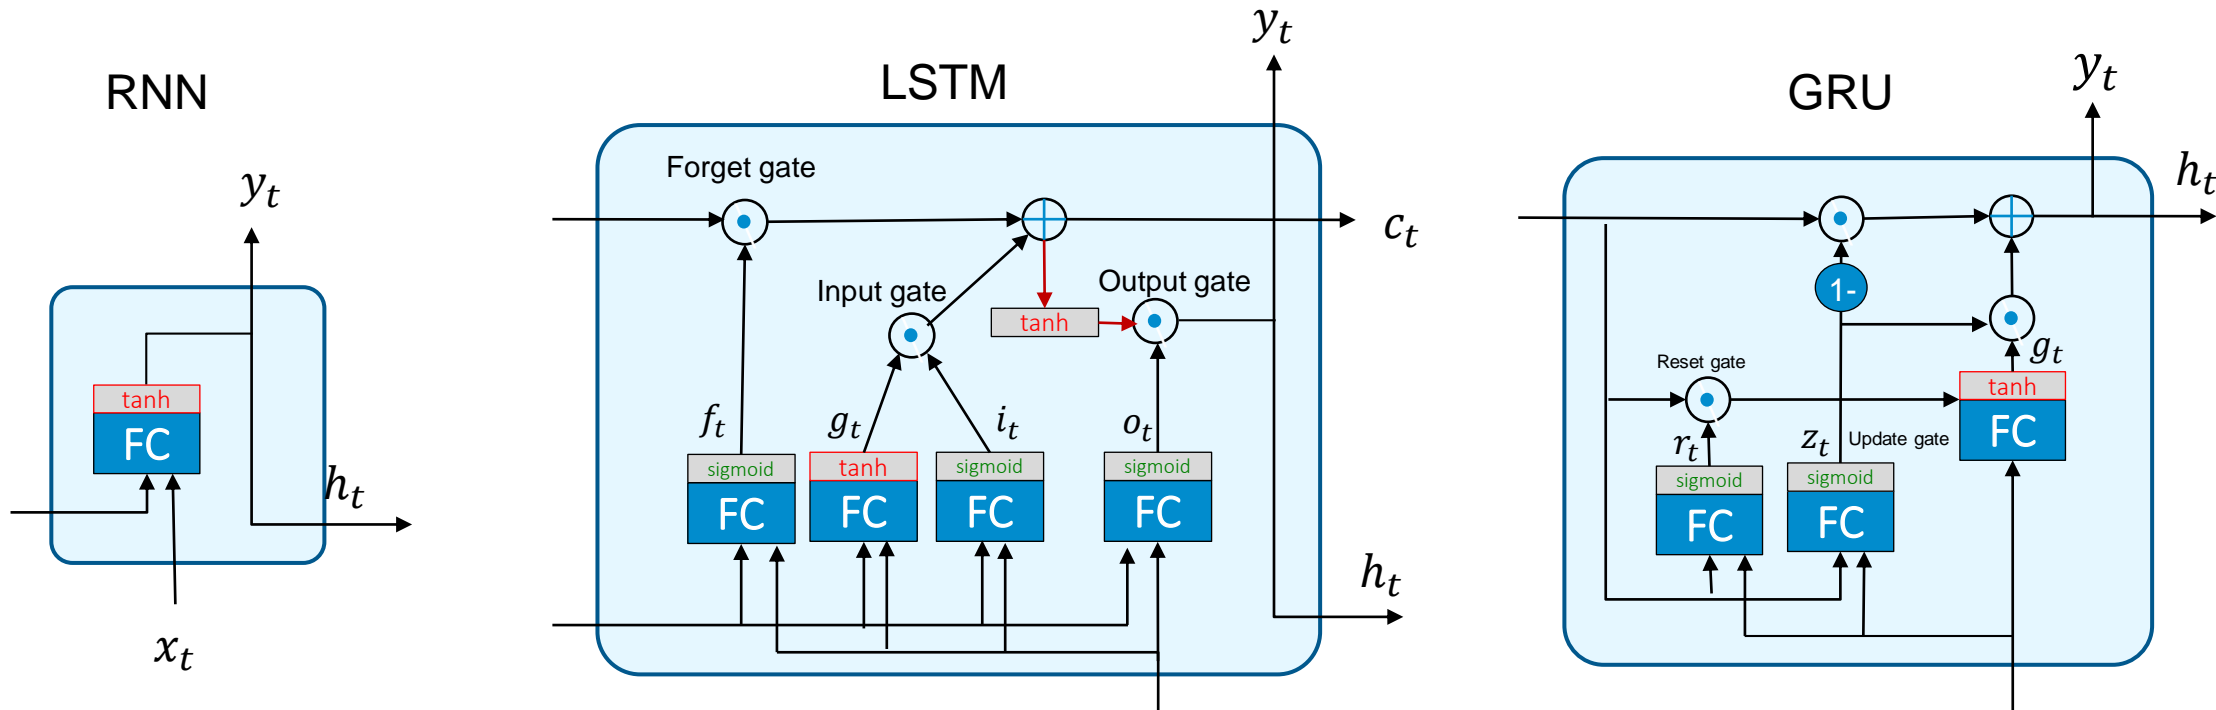 RNN
y_t
tanh
FC
h_t
x_t
LSTM
y_t
Forget gate
c_t
Input gate
Output gate
tanh
f_t
g_t
i_t
o_t
sigmoid
tanh
sigmoid
sigmoid
FC
FC
FC
FC
h_t
GRU
y_t
h_t
1-
g_t
Reset gate
tanh
FC
r_t
z_t
Update gate
sigmoid
sigmoid
FC
FC